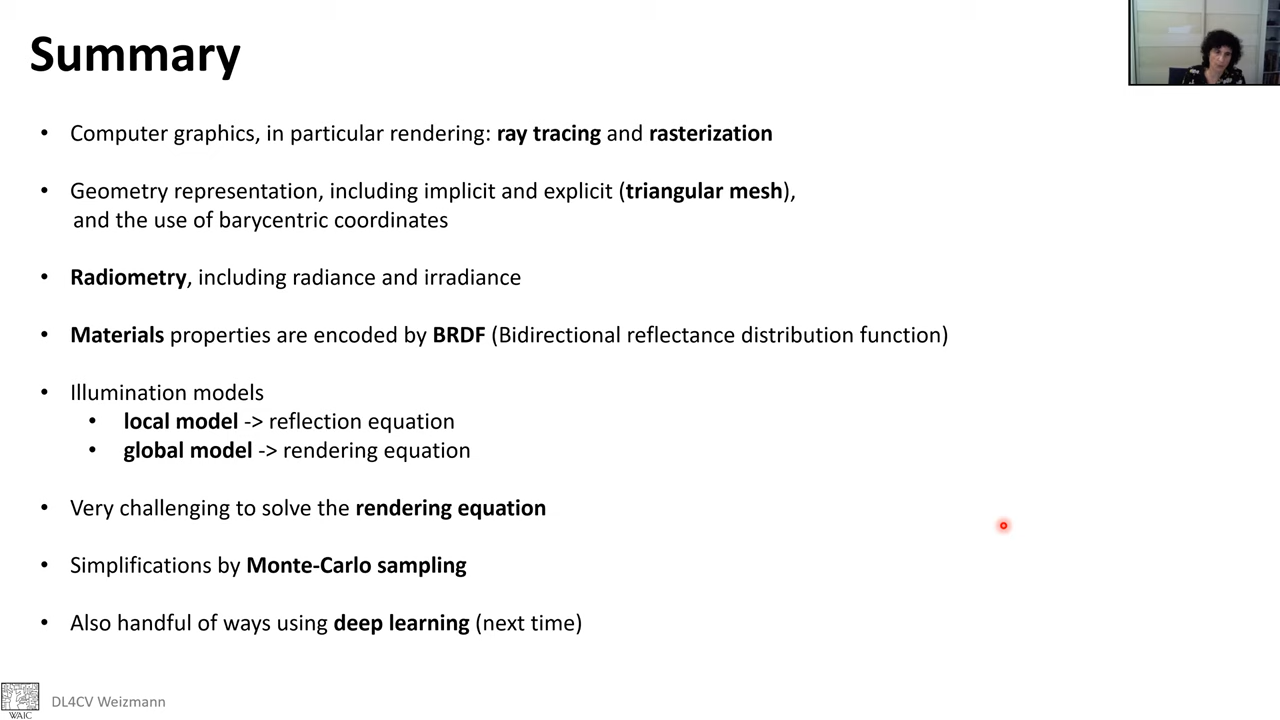 Summary
• Computer graphics, in particular rendering: ray tracing and rasterization
• Geometry representation, including implicit and explicit (triangular mesh),
and the use of barycentric coordinates
• Radiometry, including radiance and irradiance
• Materials properties are encoded by BRDF (Bidirectional reflectance distribution function)
• Illumination models
• local model -> reflection equation
• global model -> rendering equation
• Very challenging to solve the rendering equation
• Simplifications by Monte-Carlo sampling
• Also handful of ways using deep learning (next time)
WAIC
DL4CV Weizmann